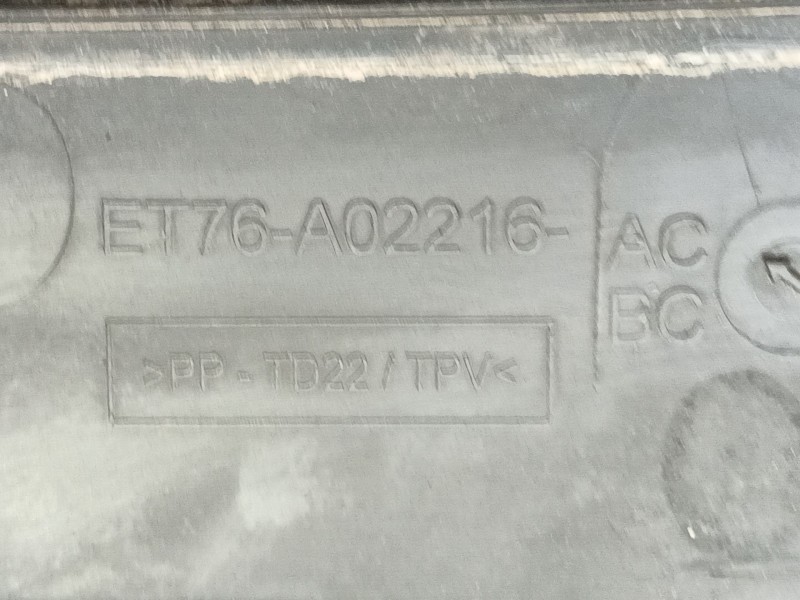 ET76-A02216-
AC
BC
>PP - TD22 / TPV<